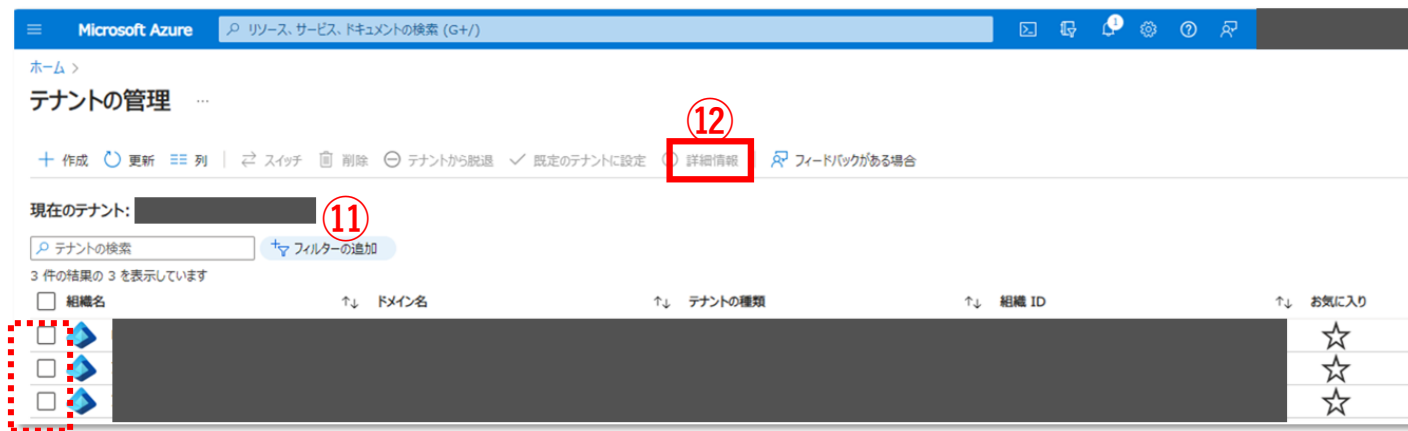 Microsoft Azure リソース、サービス、ドキュメントの検索 (G+/) 1
ホーム >
テナントの管理 …
⑫
作成 更新 列 スイッチ 削除 テナントから脱退 既定のテナントに設定 詳細情報 フィードバックがある場合
現在のテナント:
⑪
テナントの検索 フィルターの追加
3 件の結果の 3 を表示しています
組織名 ドメイン名 テナントの種類 組織 ID お気に入り